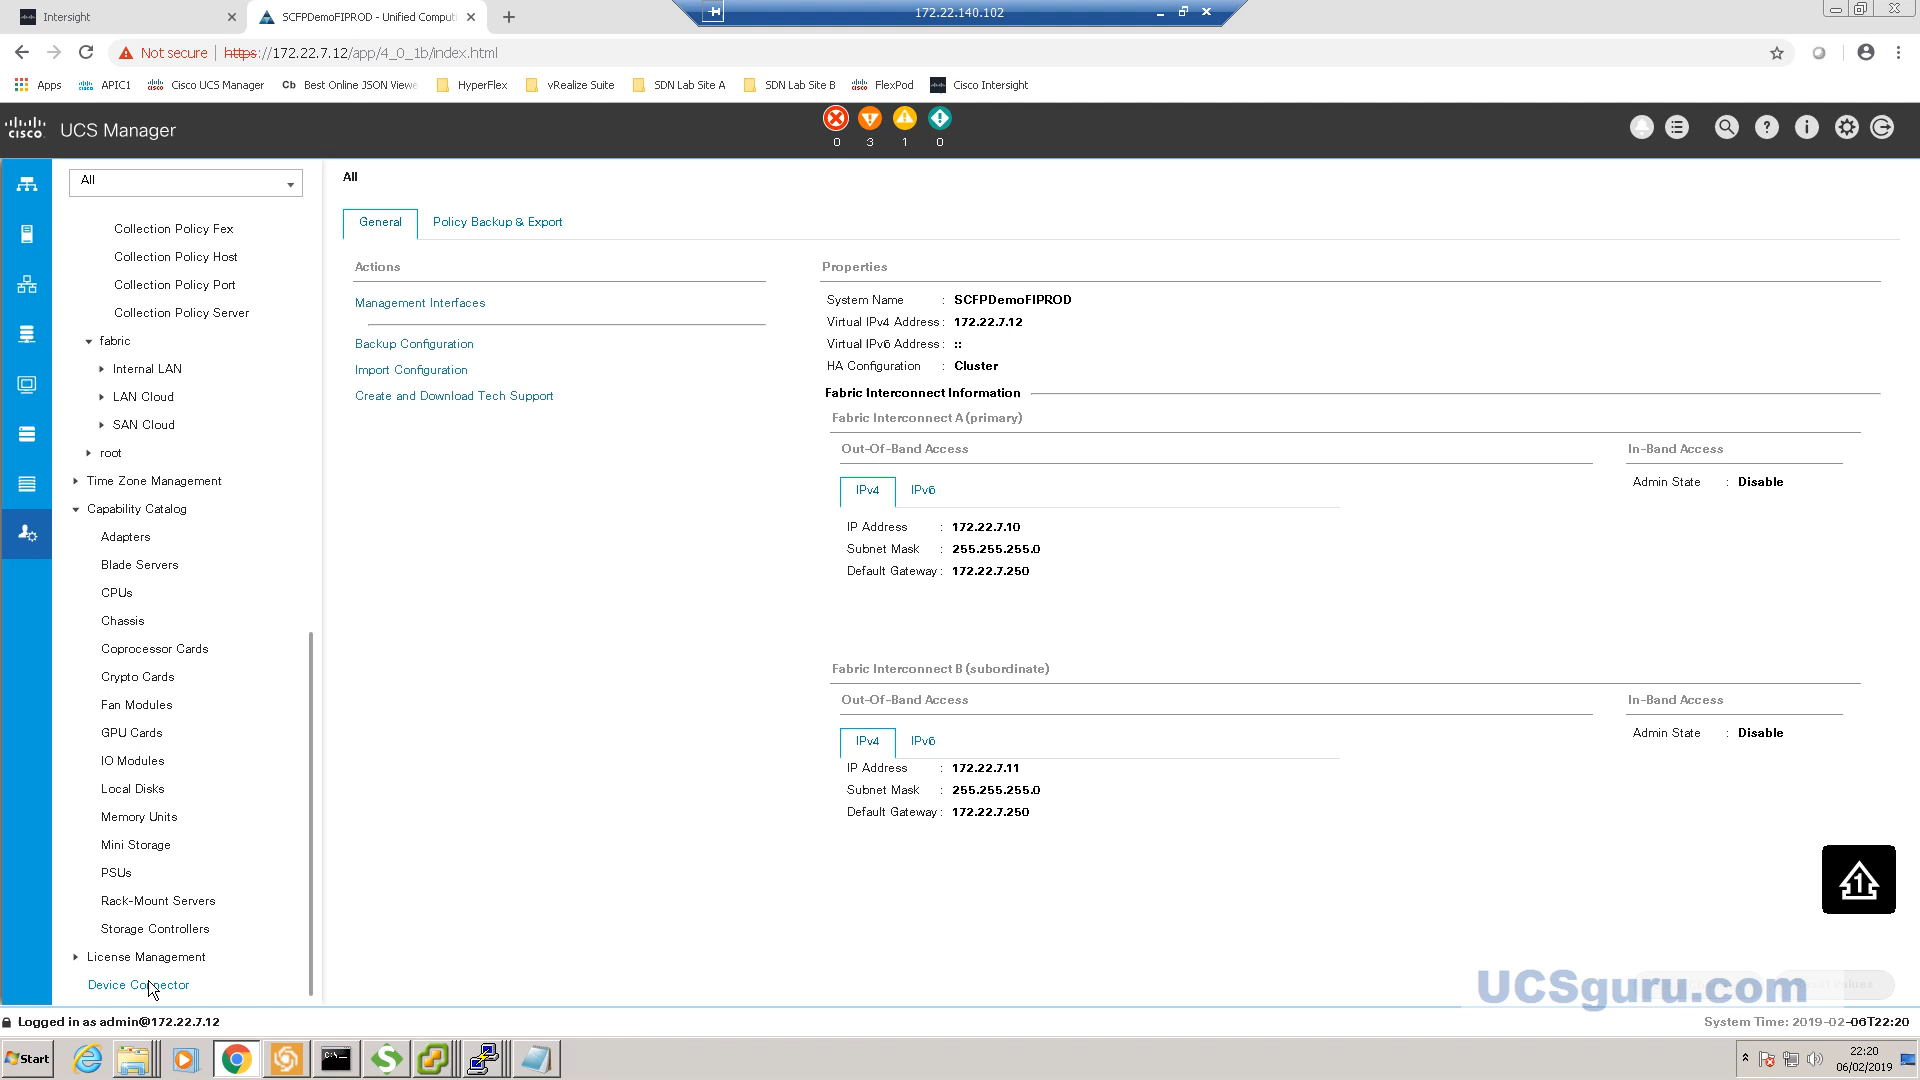 Intersight
SCFPDemoFIPROD - Unified Computi
172.22.140.102
Not secure
https://172.22.7.12/app/4_0_1b/index.html
Apps
APIC1
Cisco UCS Manager
Cb
Best Online JSON Viewe
HyperFlex
vRealize Suite
SDN Lab Site A
SDN Lab Site B
FlexPod
Cisco Intersight
cisco
UCS Manager
0
3
1
0
All
Collection Policy Fex
Collection Policy Host
Collection Policy Port
Collection Policy Server
fabric
Internal LAN
LAN Cloud
SAN Cloud
root
Time Zone Management
Capability Catalog
Adapters
Blade Servers
CPUs
Chassis
Coprocessor Cards
Crypto Cards
Fan Modules
GPU Cards
IO Modules
Local Disks
Memory Units
Mini Storage
PSUs
Rack-Mount Servers
Storage Controllers
License Management
Device Connector
All
General
Policy Backup & Export
Actions
Management Interfaces
Backup Configuration
Import Configuration
Create and Download Tech Support
Properties
System Name : SCFPDemoFIPROD
Virtual IPv4 Address : 172.22.7.12
Virtual IPv6 Address : ::
HA Configuration : Cluster
Fabric Interconnect Information
Fabric Interconnect A (primary)
Out-Of-Band Access
In-Band Access
IPv4
IPv6
Admin State : Disable
IP Address : 172.22.7.10
Subnet Mask : 255.255.255.0
Default Gateway : 172.22.7.250
Fabric Interconnect B (subordinate)
Out-Of-Band Access
In-Band Access
IPv4
IPv6
Admin State : Disable
IP Address : 172.22.7.11
Subnet Mask : 255.255.255.0
Default Gateway : 172.22.7.250
1
UCSguru.com
Logged in as admin@172.22.7.12
System Time: 2019-02-06T22:20
Start
22:20
06/02/2019